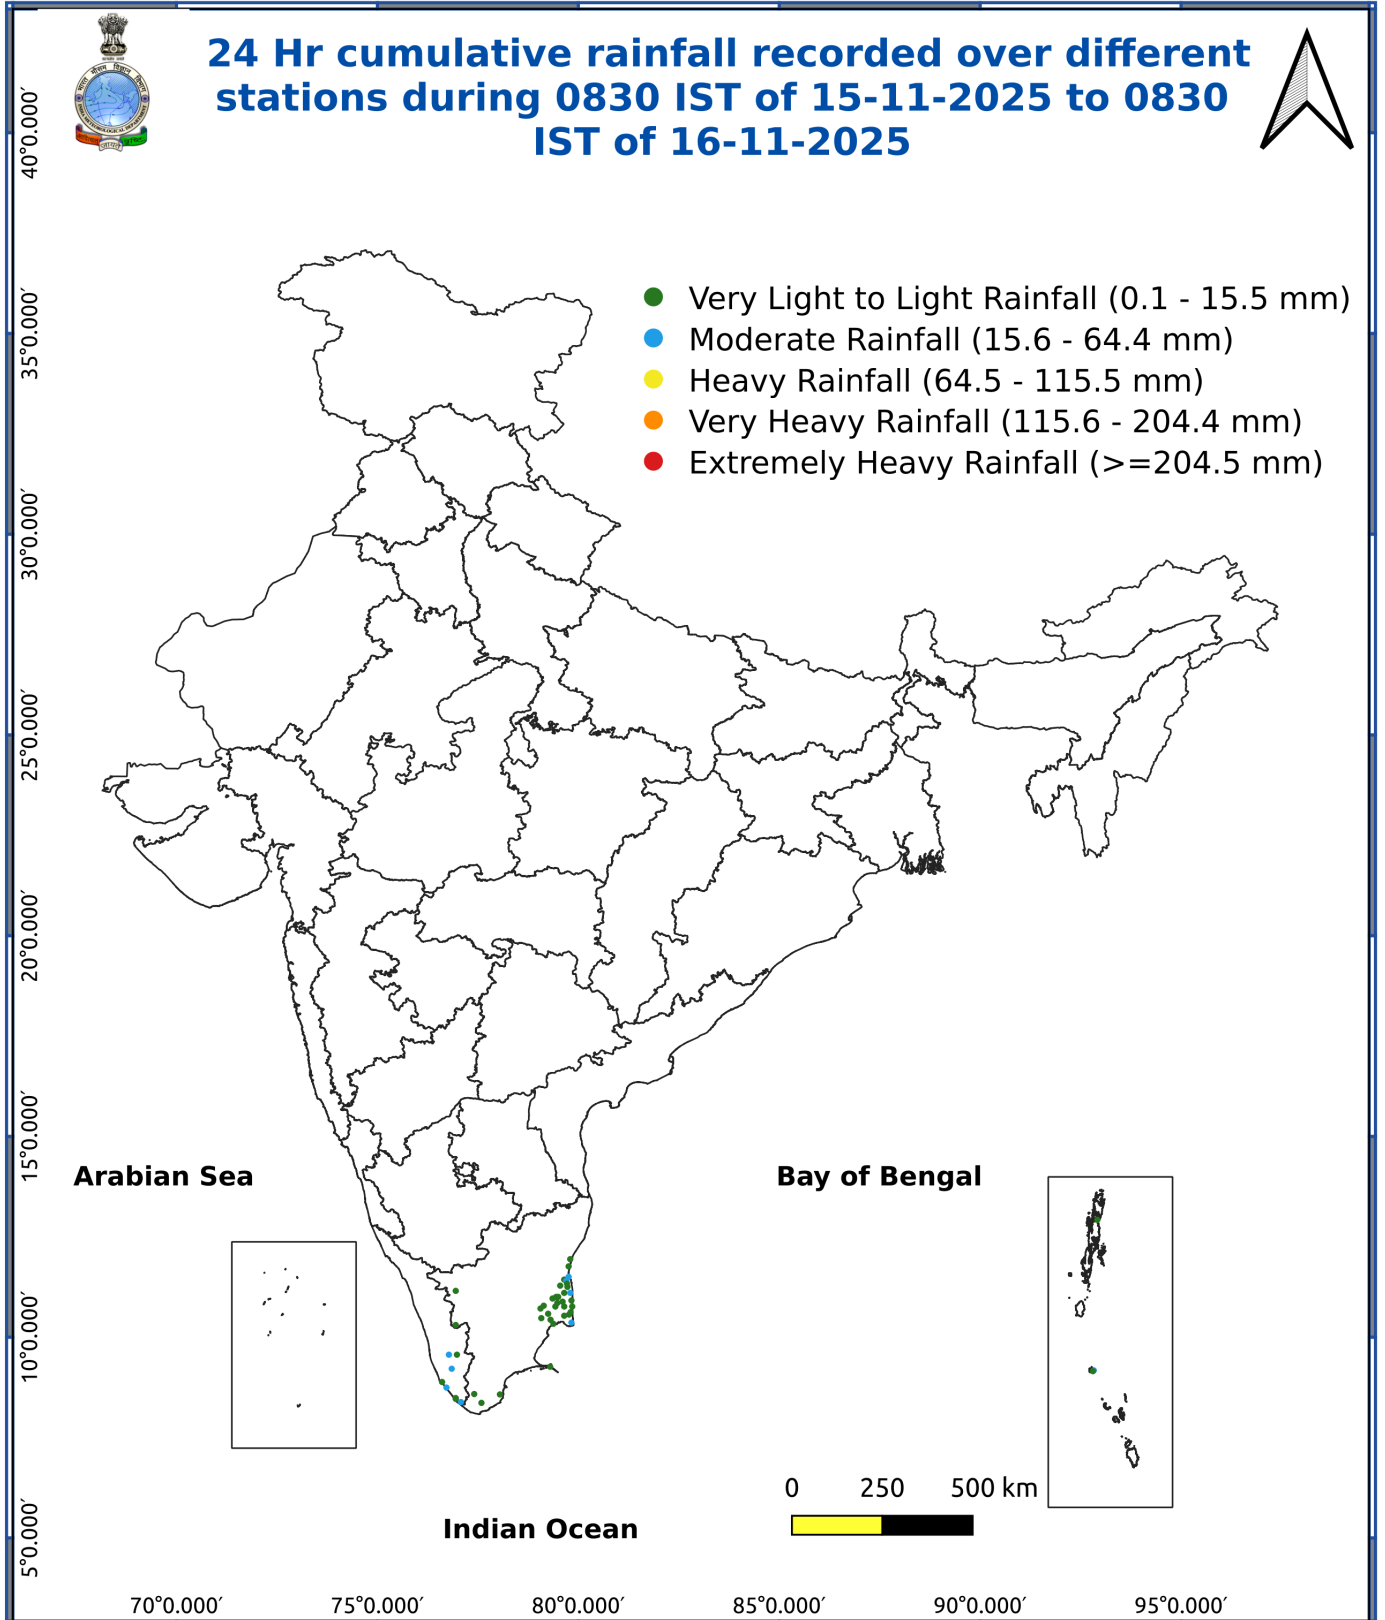 24 Hr cumulative rainfall recorded over different
stations during 0830 IST of 15-11-2025 to 0830
IST of 16-11-2025
Very Light to Light Rainfall (0.1 - 15.5 mm)
Moderate Rainfall (15.6 - 64.4 mm)
Heavy Rainfall (64.5 - 115.5 mm)
Very Heavy Rainfall (115.6 - 204.4 mm)
Extremely Heavy Rainfall (>=204.5 mm)
40°0.000′
35°0.000′
30°0.000′
25°0.000′
20°0.000′
15°0.000′
10°0.000′
5°0.000′
Arabian Sea
Bay of Bengal
Indian Ocean
0 250 500 km
70°0.000′ 75°0.000′ 80°0.000′ 85°0.000′ 90°0.000′ 95°0.000′